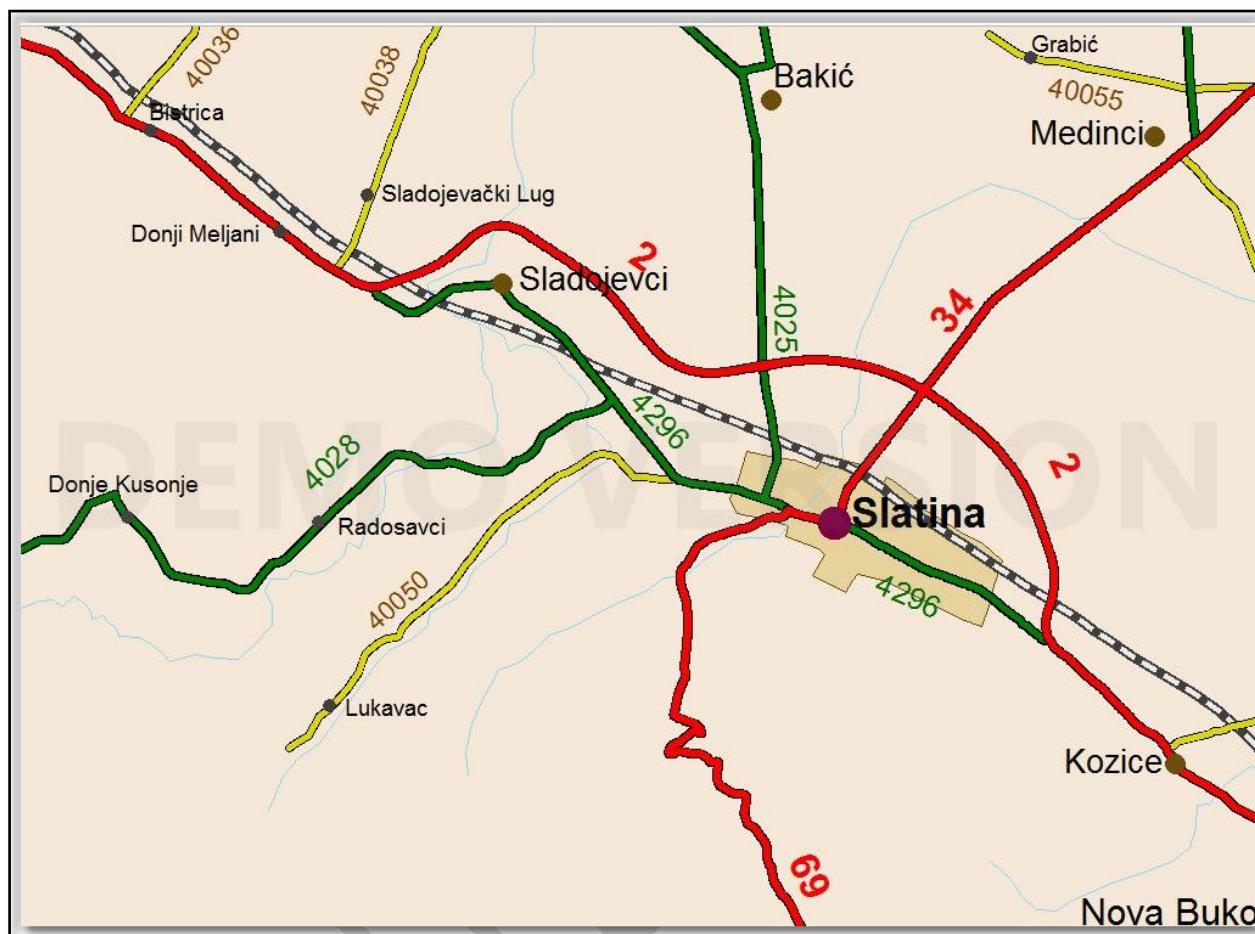 40036
40038
Grabić
40055
Bakić
Medinci
Bistrica
Sladojevački Lug
Donji Meljani
2
Sladojevci
34
4025
DEMO VERSION
4296
4028
2
Donje Kusonje
Radosavci
Slatina
40050
4296
Lukavac
Kozice
69
Nova Buko